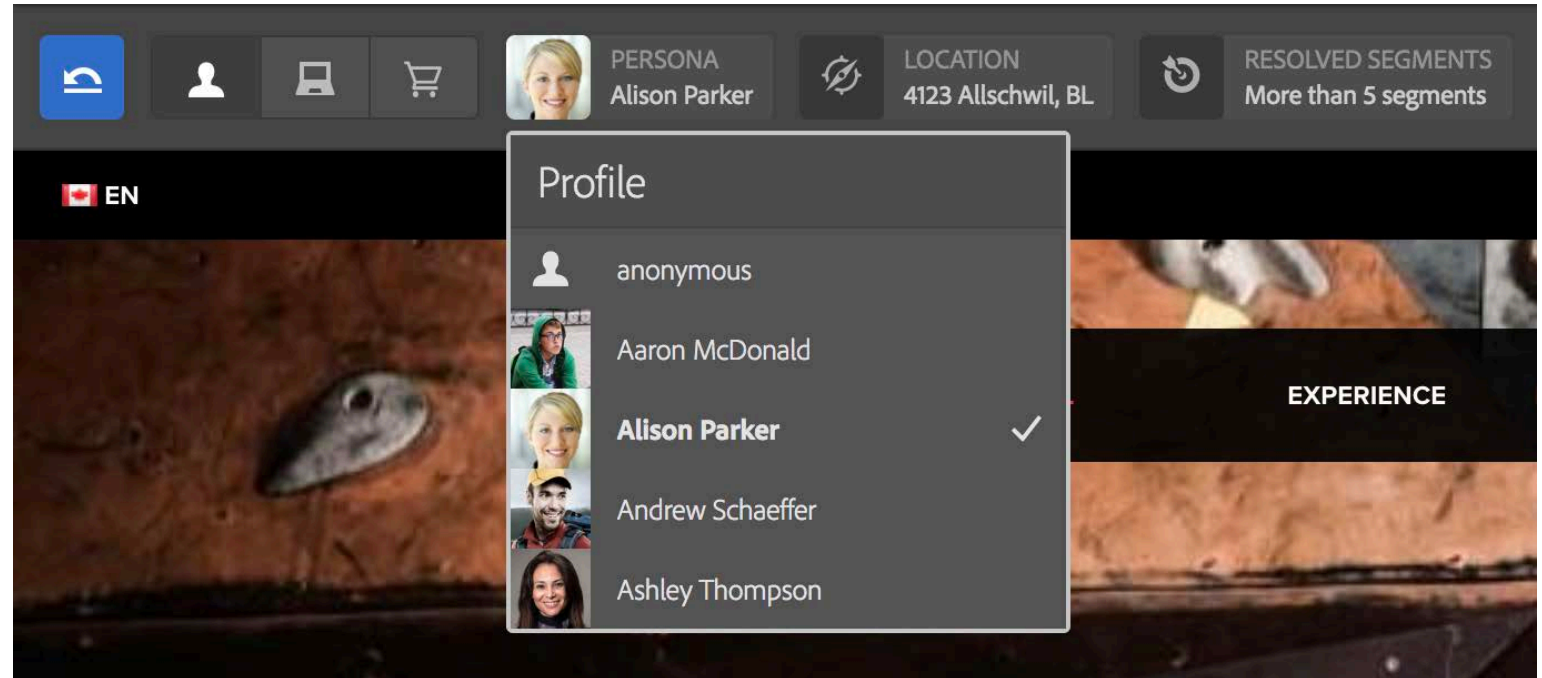 PERSONA
Alison Parker
LOCATION
4123 Allschwil, BL
RESOLVED SEGMENTS
More than 5 segments
EN
Profile
anonymous
Aaron McDonald
Alison Parker
EXPERIENCE
Andrew Schaeffer
Ashley Thompson